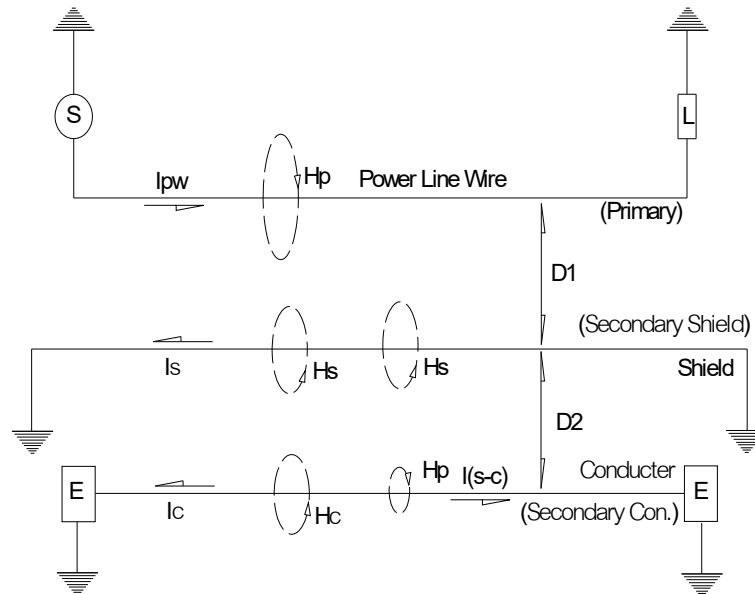 S
L
Ipw
Hp
Power Line Wire
(Primary)
D1
(Secondary Shield)
Is
Hs
Hs
Shield
D2
E
Ic
Hc
Hp
I(s-c)
Conducter
E
(Secondary Con.)